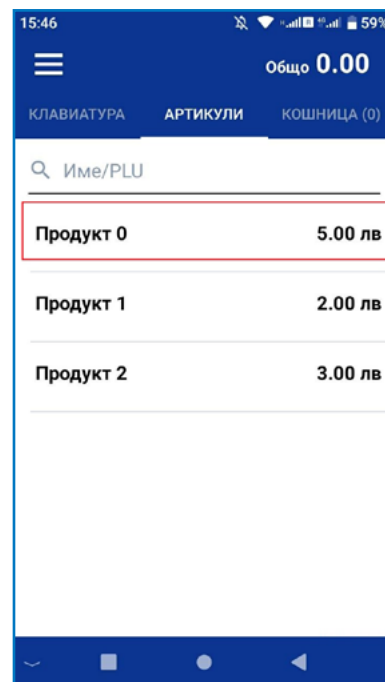 15:46 59%
Общо 0.00
КЛАВИАТУРА АРТИКУЛИ КОШНИЦА (0)
Име/PLU
Продукт 0 5.00 лв
Продукт 1 2.00 лв
Продукт 2 3.00 лв